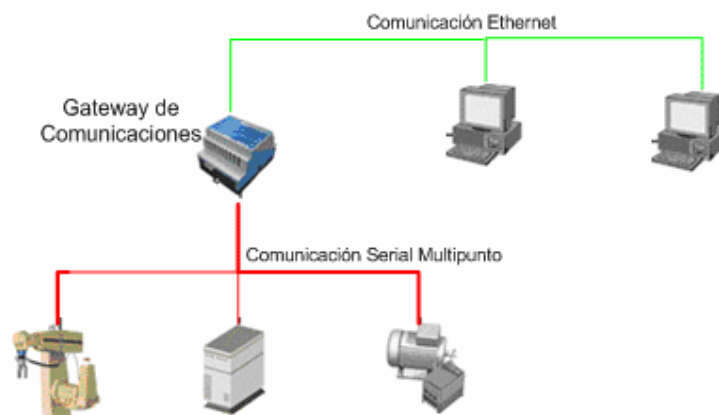 Comunicación Ethernet
Gateway de
Comunicaciones
Comunicación Serial Multipunto